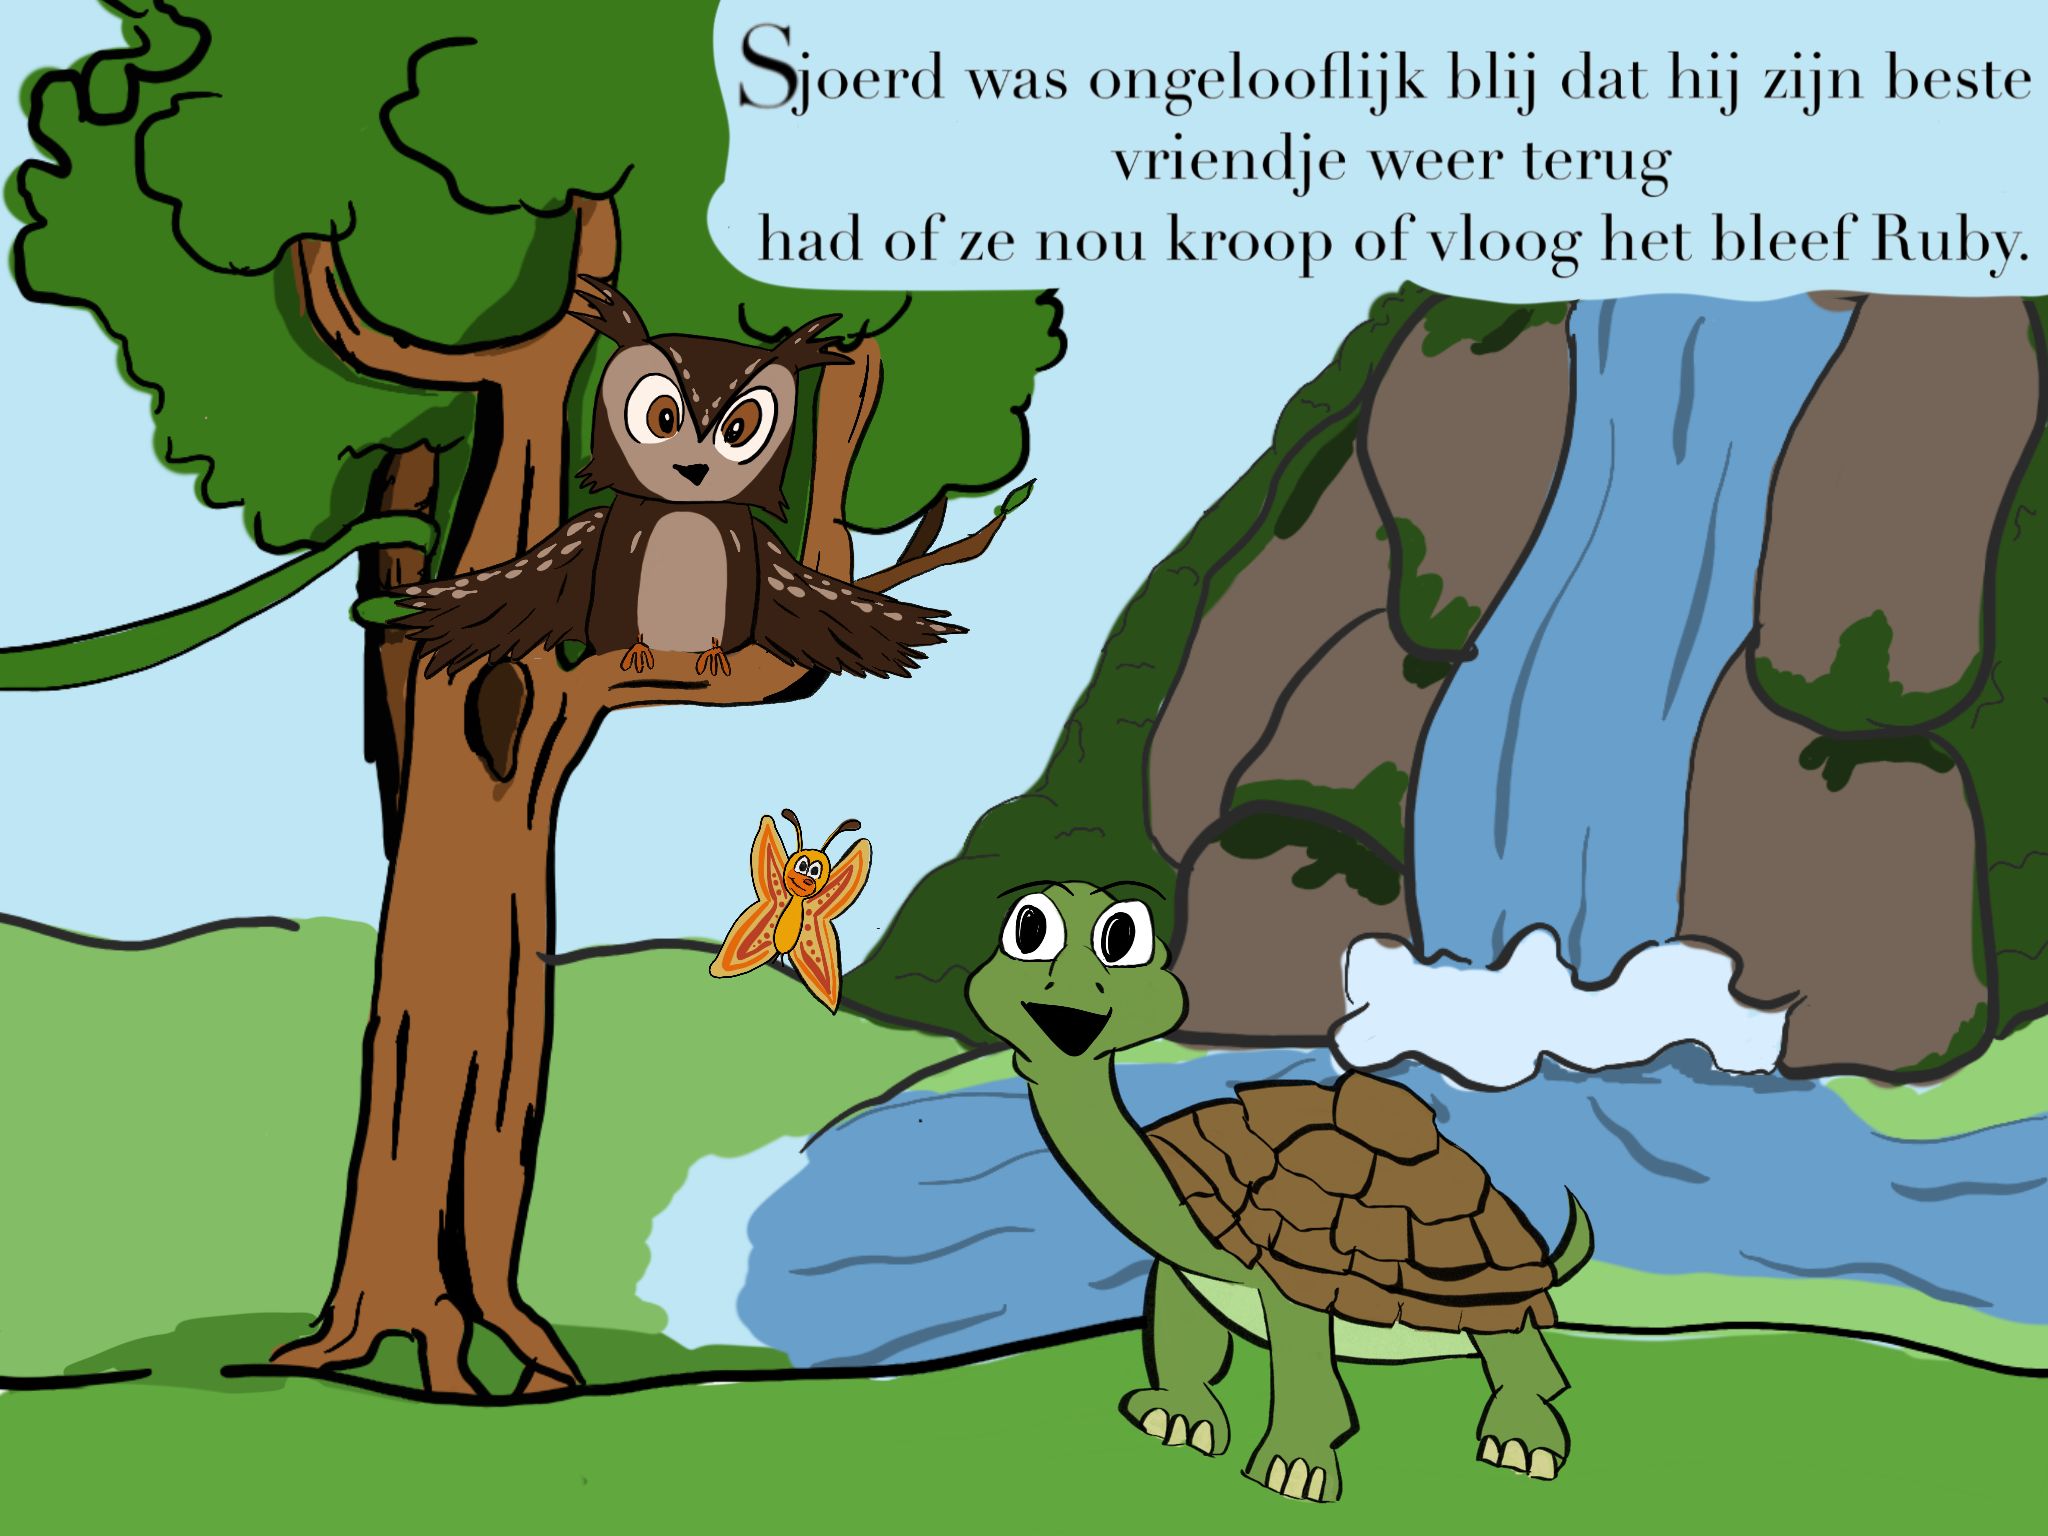 Sjoerd was ongelooflijk blij dat hij zijn beste
vriendje weer terug
had of ze nou kroop of vloog het bleef Ruby.